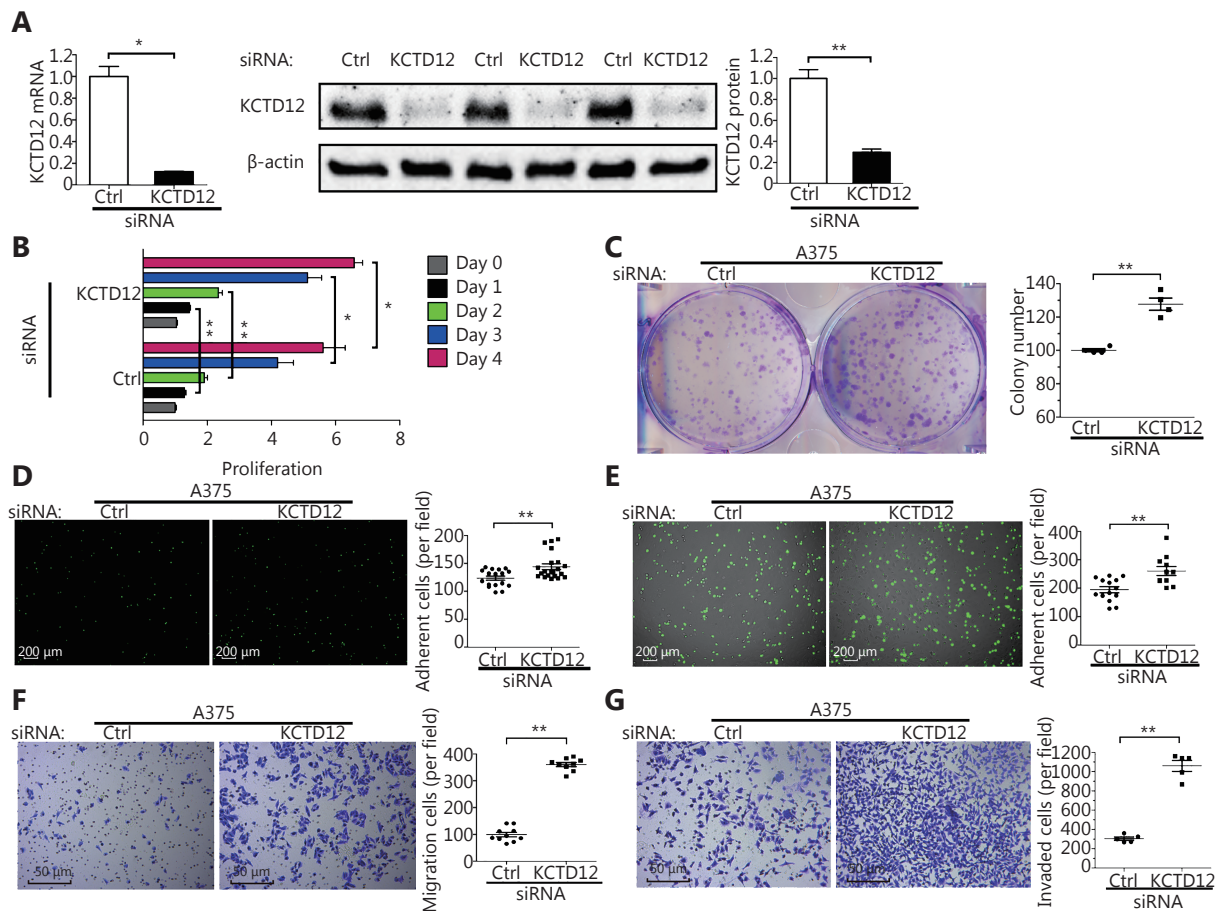 A
KCTD12 mRNA
1.2
1.0
0.8
0.6
0.4
0.2
0
*
Ctrl KCTD12
siRNA
siRNA: Ctrl KCTD12 Ctrl KCTD12 Ctrl KCTD12
KCTD12
β-actin
KCTD12 protein
1.2
1.0
0.8
0.6
0.4
0.2
0
**
Ctrl KCTD12
siRNA
B
siRNA
KCTD12
Ctrl
**
**
*
*
0 2 4 6 8
Proliferation
Day 0
Day 1
Day 2
Day 3
Day 4
C
A375
siRNA: Ctrl KCTD12
Colony number
140
120
100
80
60
**
Ctrl KCTD12
siRNA
D
A375
siRNA: Ctrl KCTD12
200 μm
200 μm
Adherent cells (per field)
200
150
100
50
0
**
Ctrl KCTD12
siRNA
E
A375
siRNA: Ctrl KCTD12
200 μm
200 μm
Adherent cells (per field)
400
300
200
100
0
**
Ctrl KCTD12
siRNA
F
A375
siRNA: Ctrl KCTD12
50 μm
50 μm
Migration cells (per field)
400
300
200
100
0
**
Ctrl KCTD12
siRNA
G
A375
siRNA: Ctrl KCTD12
50 μm
50 μm
Invaded cells (per field)
1200
1000
800
600
400
200
0
**
Ctrl KCTD12
siRNA